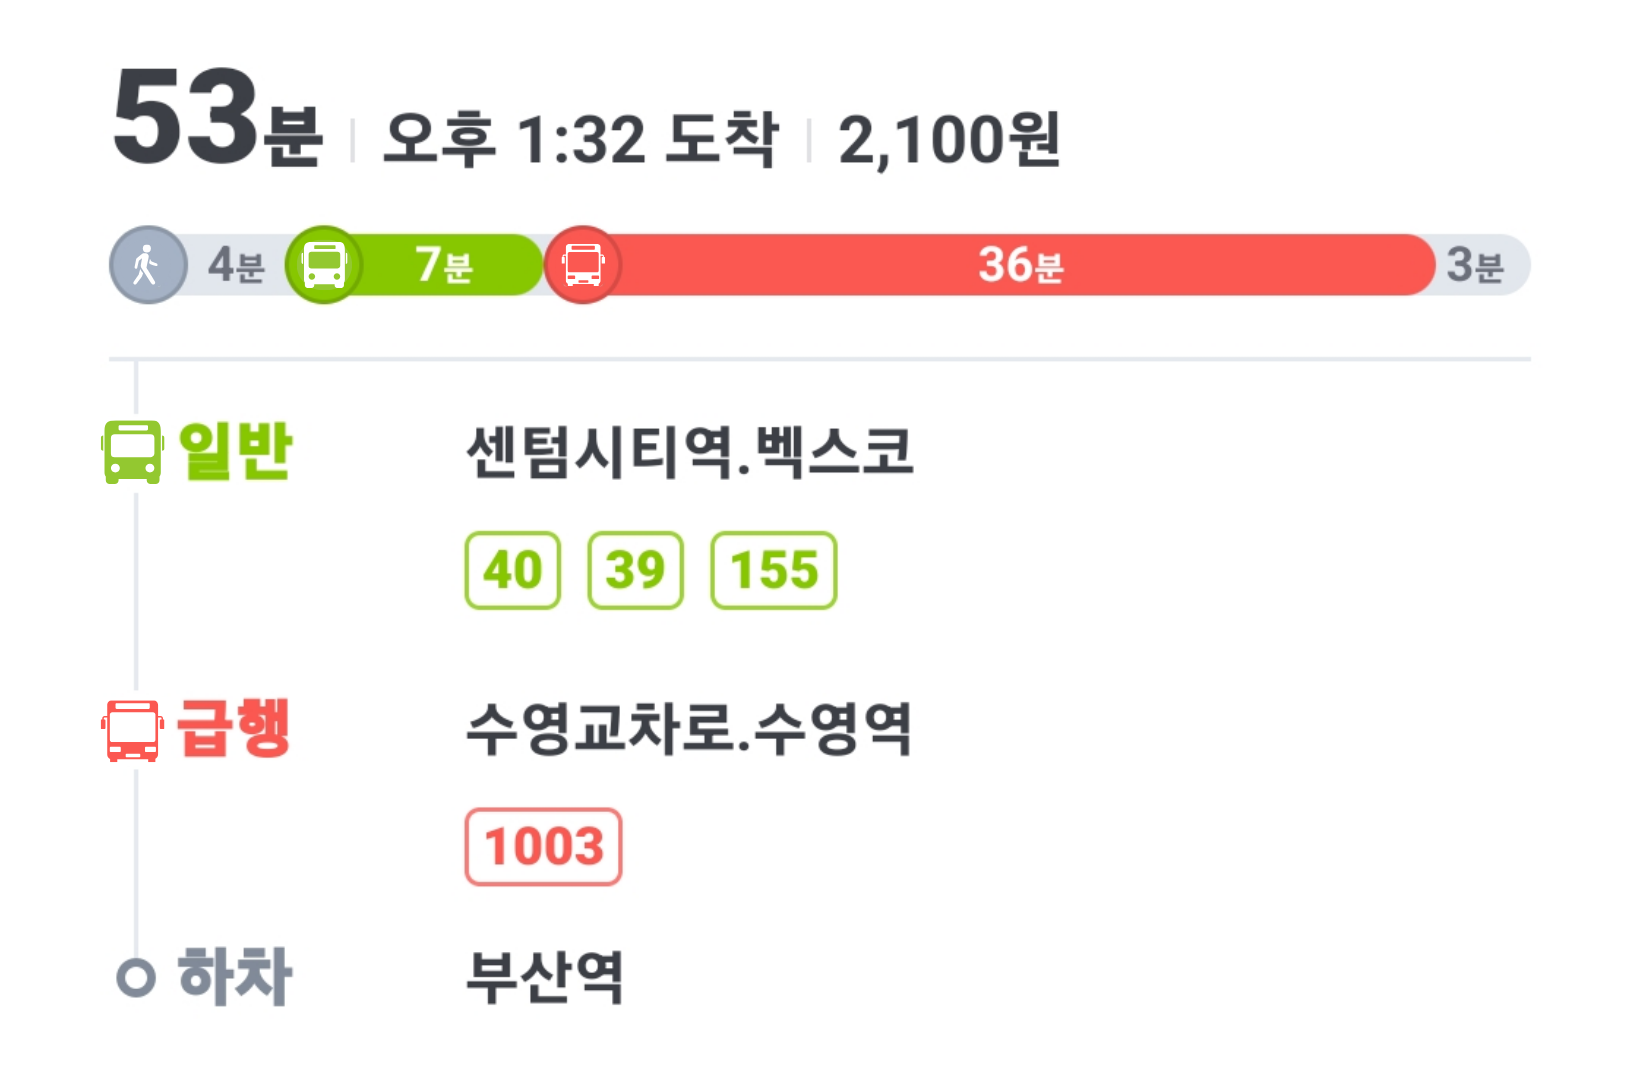 53분 오후 1:32 도착 2,100원
4분 7분 36분 3분
일반 센텀시티역.벡스코
40 39 155
급행 수영교차로.수영역
1003
하차 부산역